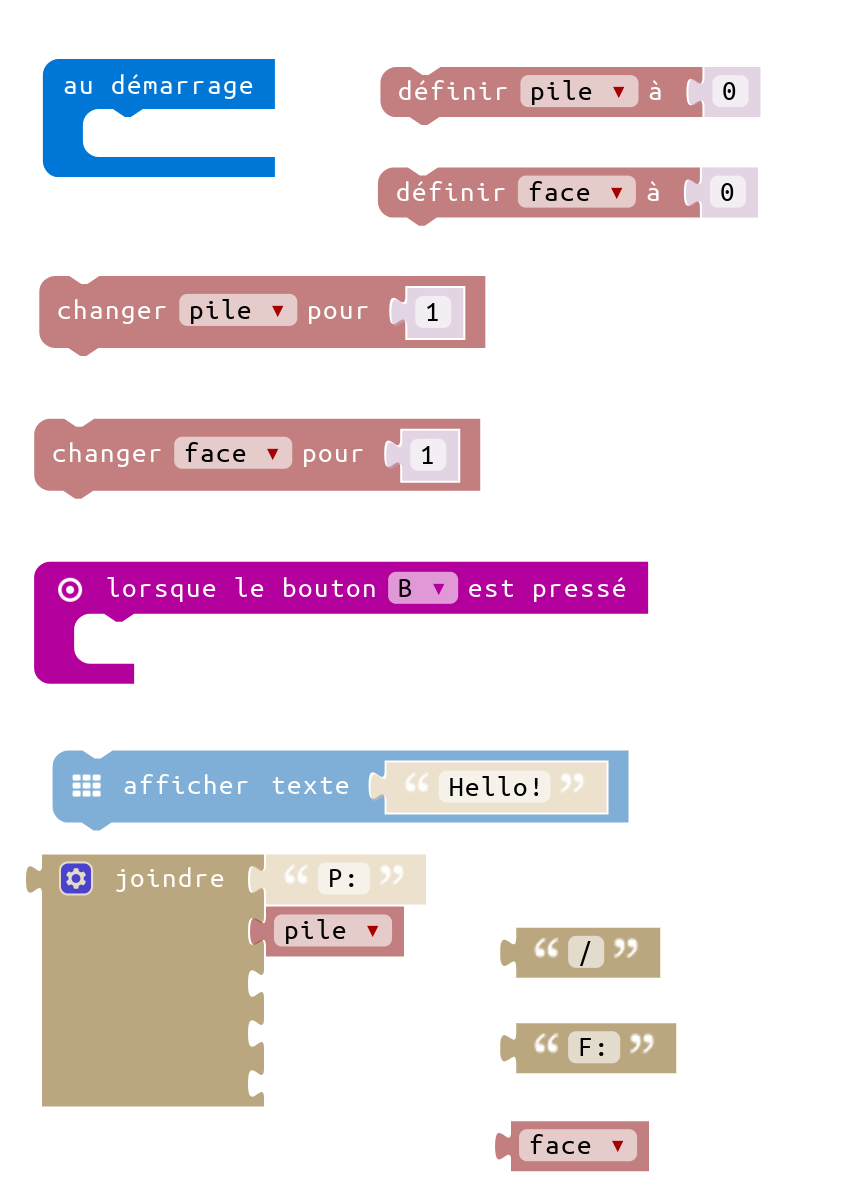 au démarrage
définir pile ▼ à 0
définir face ▼ à 0
changer pile ▼ pour 1
changer face ▼ pour 1
lorsque le bouton B ▼ est pressé
afficher texte “ Hello! ”
joindre “ P: ”
pile ▼
“ / ”
“ F: ”
face ▼